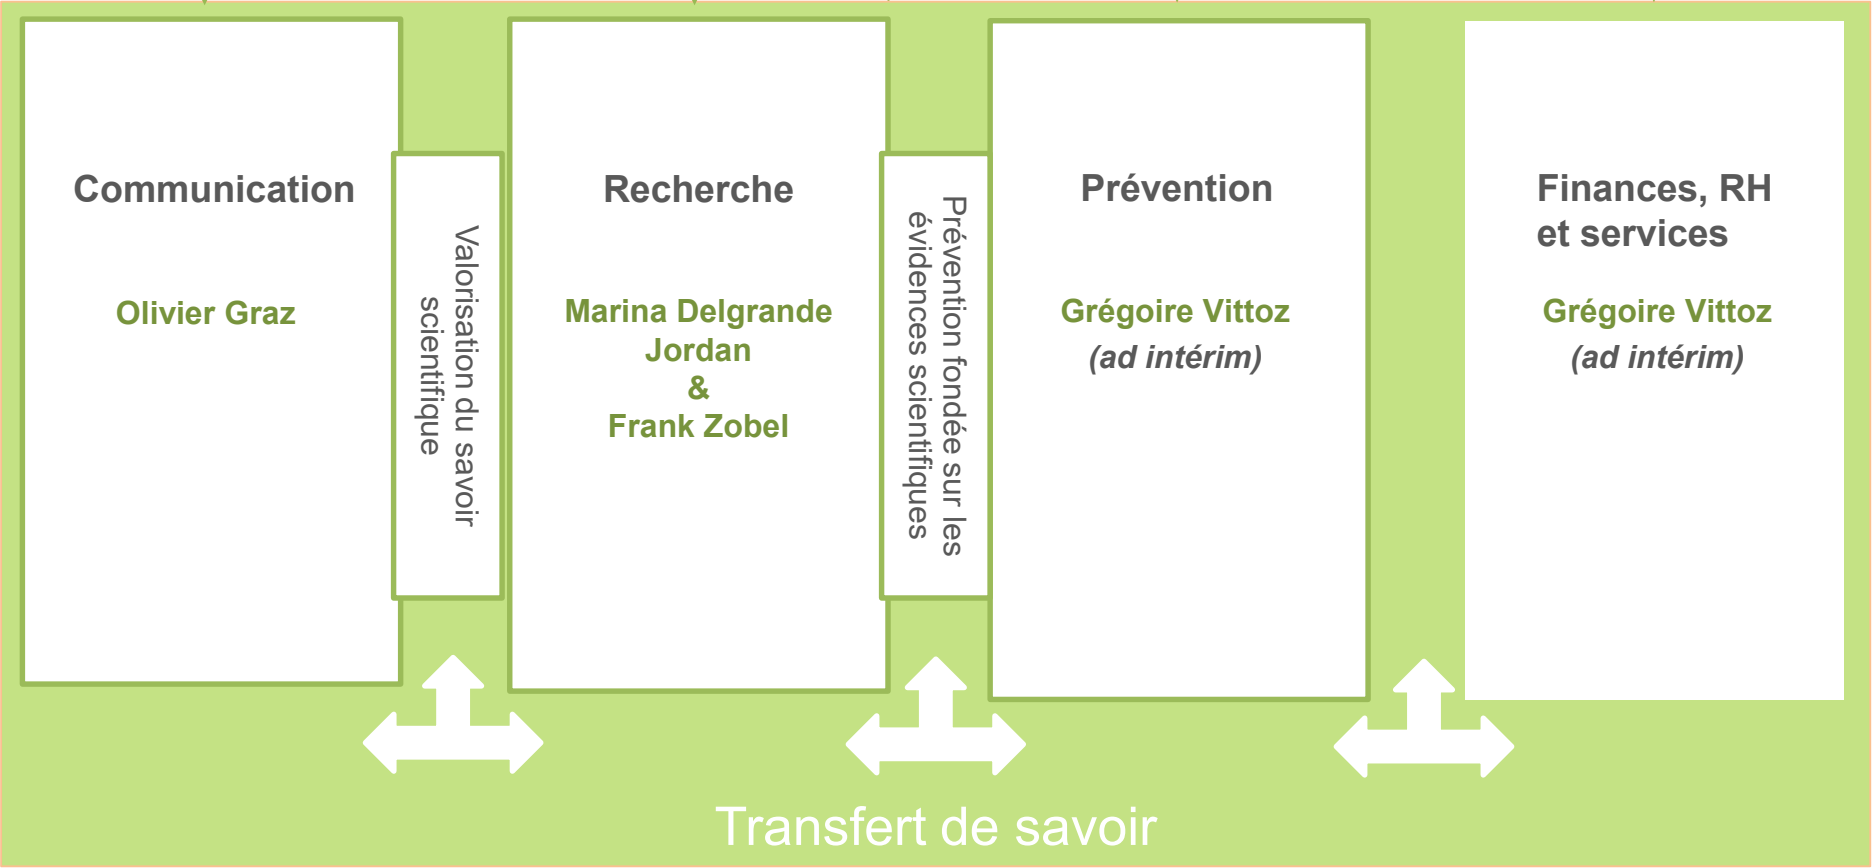 Communication
Olivier Graz
Valorisation du savoir
scientifique
Recherche
Marina Delgrande
Jordan
&
Frank Zobel
Prévention fondée sur les
évidences scientifiques
Prévention
Grégoire Vittoz
(ad intérim)
Finances, RH
et services
Grégoire Vittoz
(ad intérim)
Transfert de savoir